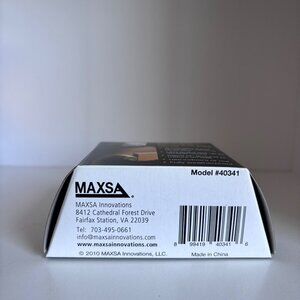 Model #40341
MAXSA®
MAXSA Innovations
8412 Cathedral Forest Drive
Fairfax Station, VA 22039
Tel: 703-495-0661
info@maxsainnovations.com
www.maxsainnovations.com
8 99419 40341 6
© 2010 MAXSA Innovations, LLC.
Made in China